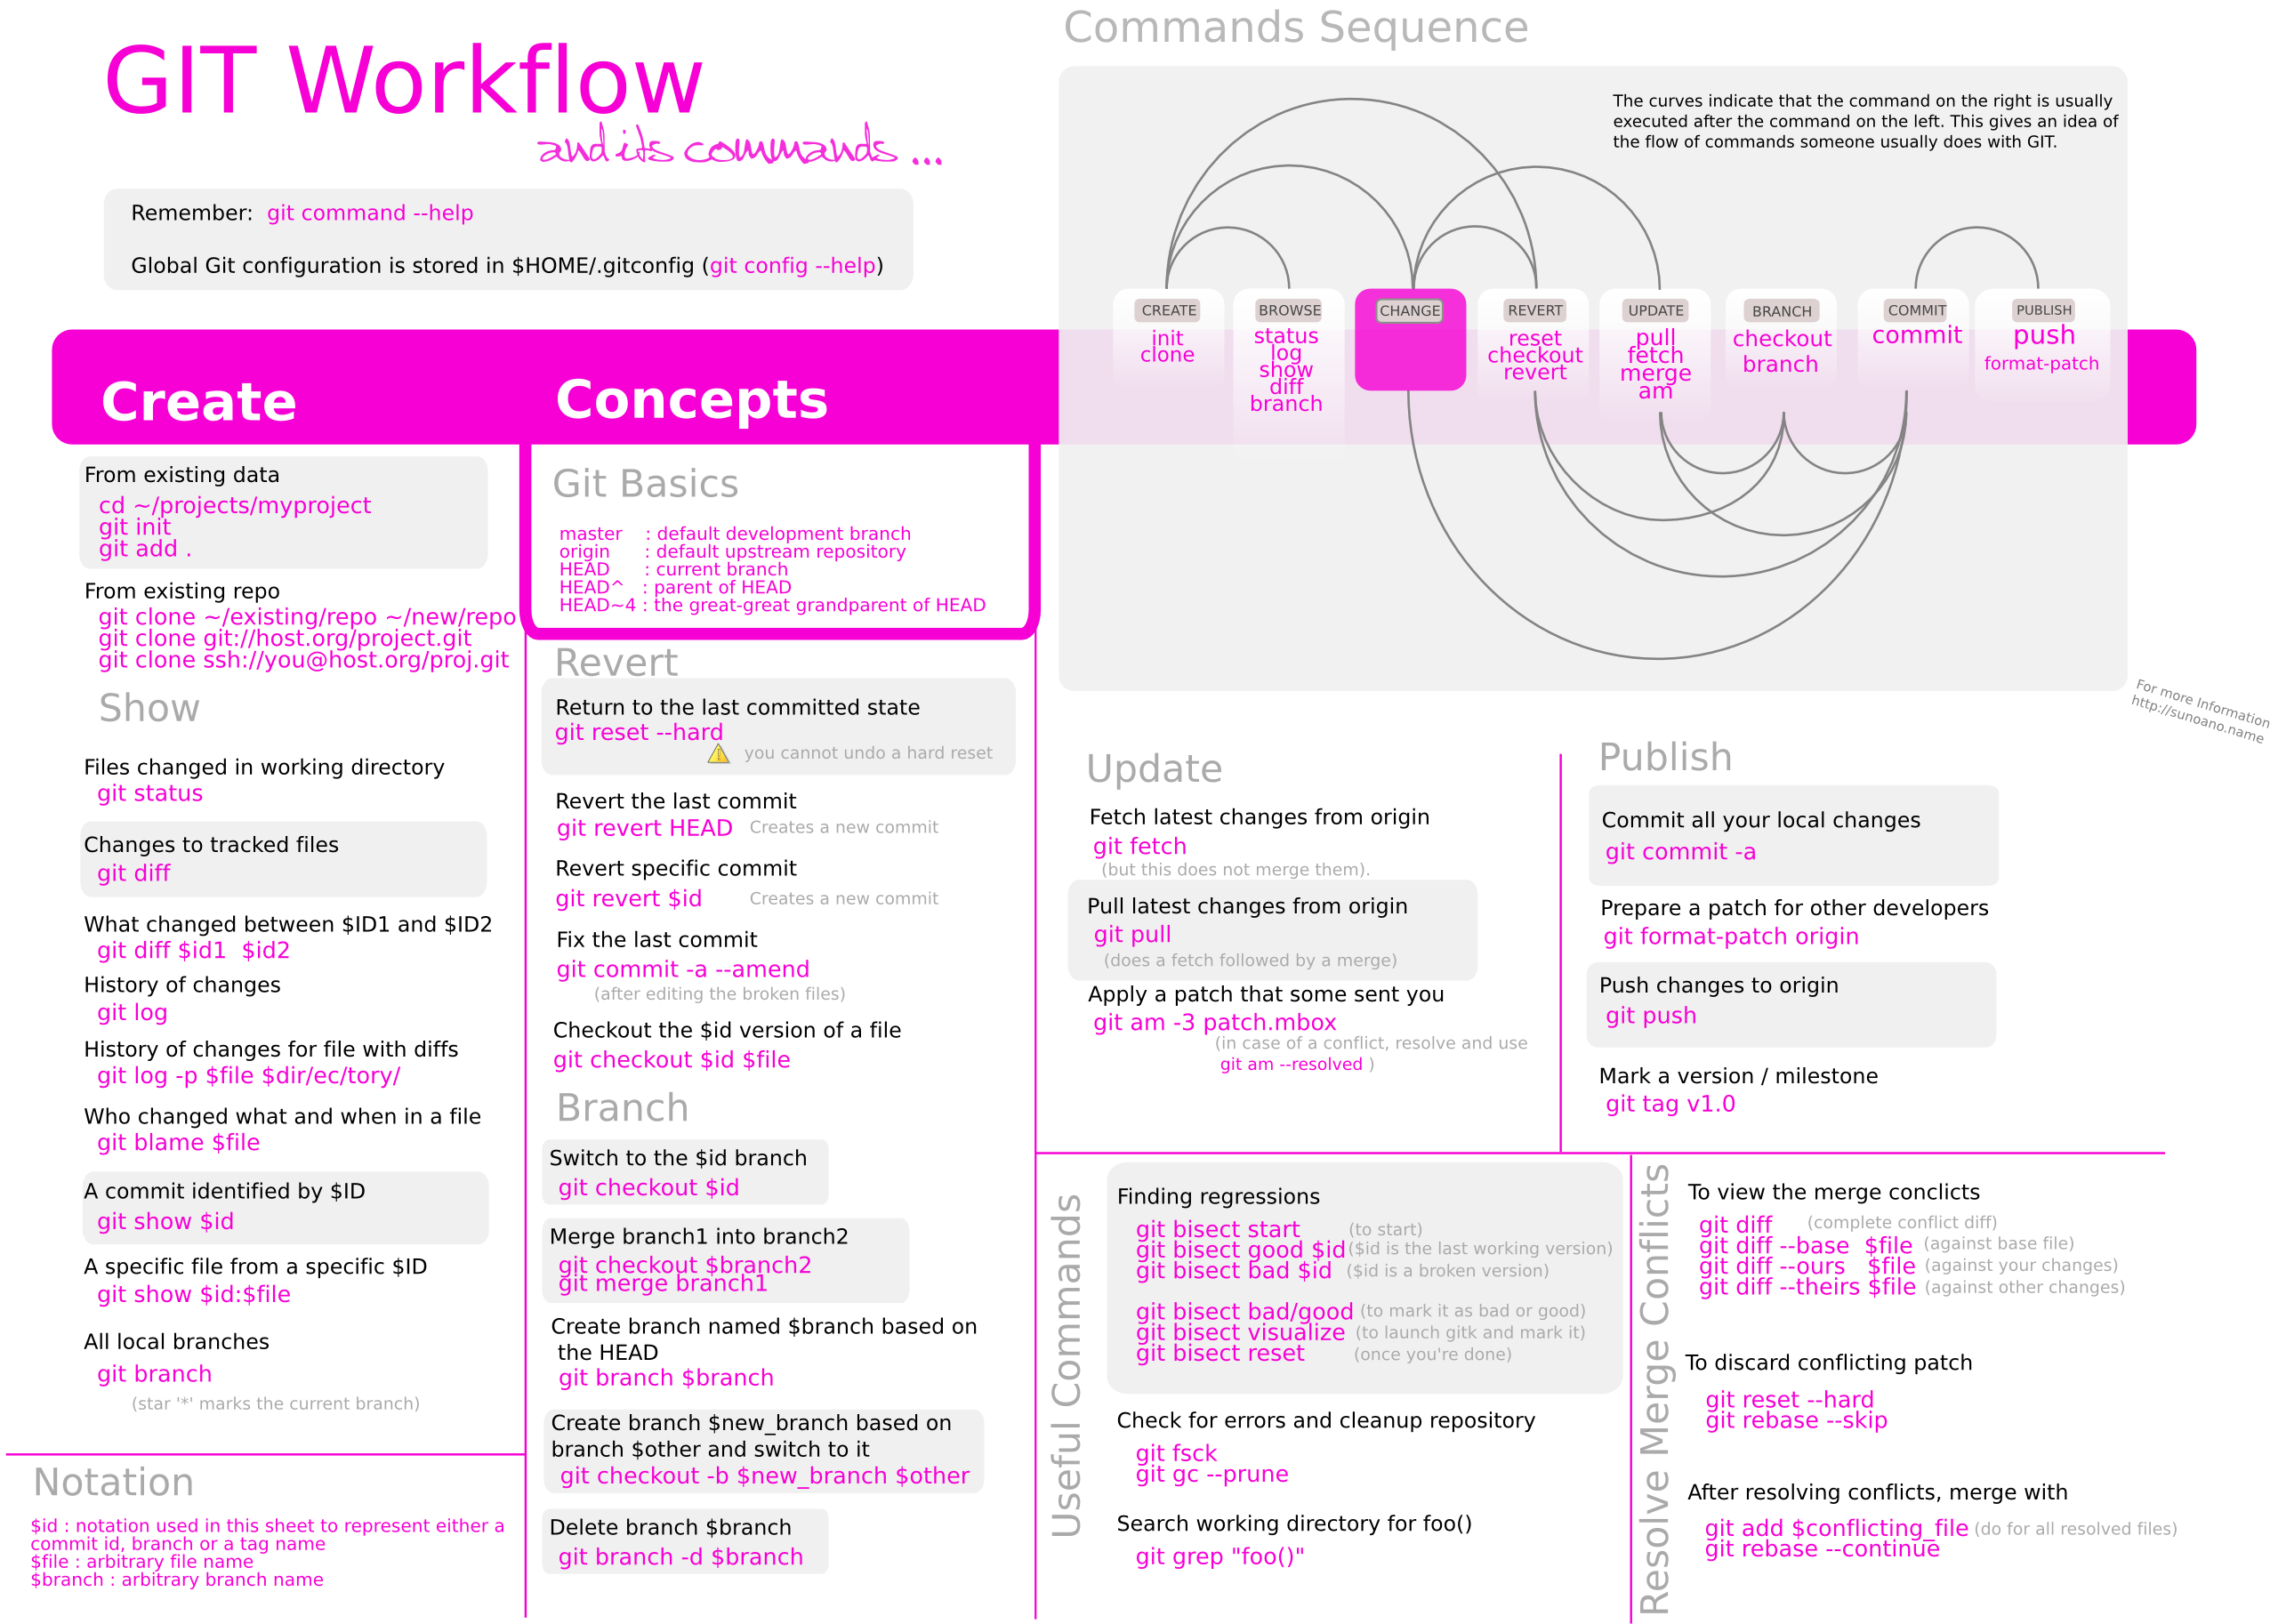 GIT Workflow
and its commands ...
Remember:  git command --help
Global Git configuration is stored in $HOME/.gitconfig (git config --help)
Commands Sequence
The curves indicate that the command on the right is usually
executed after the command on the left. This gives an idea of
the flow of commands someone usually does with GIT.
CREATE
init
clone
BROWSE
status
log
show
diff
branch
CHANGE
REVERT
reset
checkout
revert
UPDATE
pull
fetch
merge
am
BRANCH
checkout
branch
COMMIT
commit
PUBLISH
push
format-patch
For more Information
http://sunoano.name
Create
From existing data
cd ~/projects/myproject
git init
git add .
From existing repo
git clone ~/existing/repo ~/new/repo
git clone git://host.org/project.git
git clone ssh://you@host.org/proj.git
Show
Files changed in working directory
git status
Changes to tracked files
git diff
What changed between $ID1 and $ID2
git diff $id1  $id2
History of changes
git log
History of changes for file with diffs
git log -p $file $dir/ec/tory/
Who changed what and when in a file
git blame $file
A commit identified by $ID
git show $id
A specific file from a specific $ID
git show $id:$file
All local branches
git branch
(star '*' marks the current branch)
Notation
$id : notation used in this sheet to represent either a
commit id, branch or a tag name
$file : arbitrary file name
$branch : arbitrary branch name
Concepts
Git Basics
master : default development branch
origin : default upstream repository
HEAD : current branch
HEAD^ : parent of HEAD
HEAD~4 : the great-great grandparent of HEAD
Revert
Return to the last committed state
git reset --hard
you cannot undo a hard reset
Revert the last commit
git revert HEAD Creates a new commit
Revert specific commit
git revert $id Creates a new commit
Fix the last commit
git commit -a --amend
(after editing the broken files)
Checkout the $id version of a file
git checkout $id $file
Branch
Switch to the $id branch
git checkout $id
Merge branch1 into branch2
git checkout $branch2
git merge branch1
Create branch named $branch based on
the HEAD
git branch $branch
Create branch $new_branch based on
branch $other and switch to it
git checkout -b $new_branch $other
Delete branch $branch
git branch -d $branch
Update
Fetch latest changes from origin
git fetch
(but this does not merge them).
Pull latest changes from origin
git pull
(does a fetch followed by a merge)
Apply a patch that some sent you
git am -3 patch.mbox
(in case of a conflict, resolve and use
git am --resolved )
Publish
Commit all your local changes
git commit -a
Prepare a patch for other developers
git format-patch origin
Push changes to origin
git push
Mark a version / milestone
git tag v1.0
Useful Commands
Finding regressions
git bisect start (to start)
git bisect good $id ($id is the last working version)
git bisect bad $id ($id is a broken version)
git bisect bad/good (to mark it as bad or good)
git bisect visualize (to launch gitk and mark it)
git bisect reset (once you're done)
Check for errors and cleanup repository
git fsck
git gc --prune
Search working directory for foo()
git grep "foo()"
Resolve Merge Conflicts
To view the merge conclicts
git diff (complete conflict diff)
git diff --base  $file (against base file)
git diff --ours  $file (against your changes)
git diff --theirs $file (against other changes)
To discard conflicting patch
git reset --hard
git rebase --skip
After resolving conflicts, merge with
git add $conflicting_file (do for all resolved files)
git rebase --continue